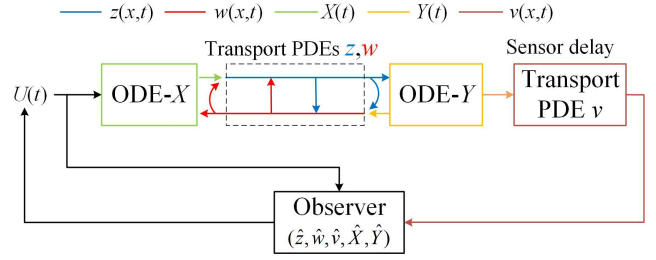 z(x,t) w(x,t) X(t) Y(t) v(x,t)
Transport PDEs z,w
Sensor delay
U(t)
ODE-X
ODE-Y
Transport
PDE v
Observer
(ẑ,ŵ,v̂,X̂,Ŷ)